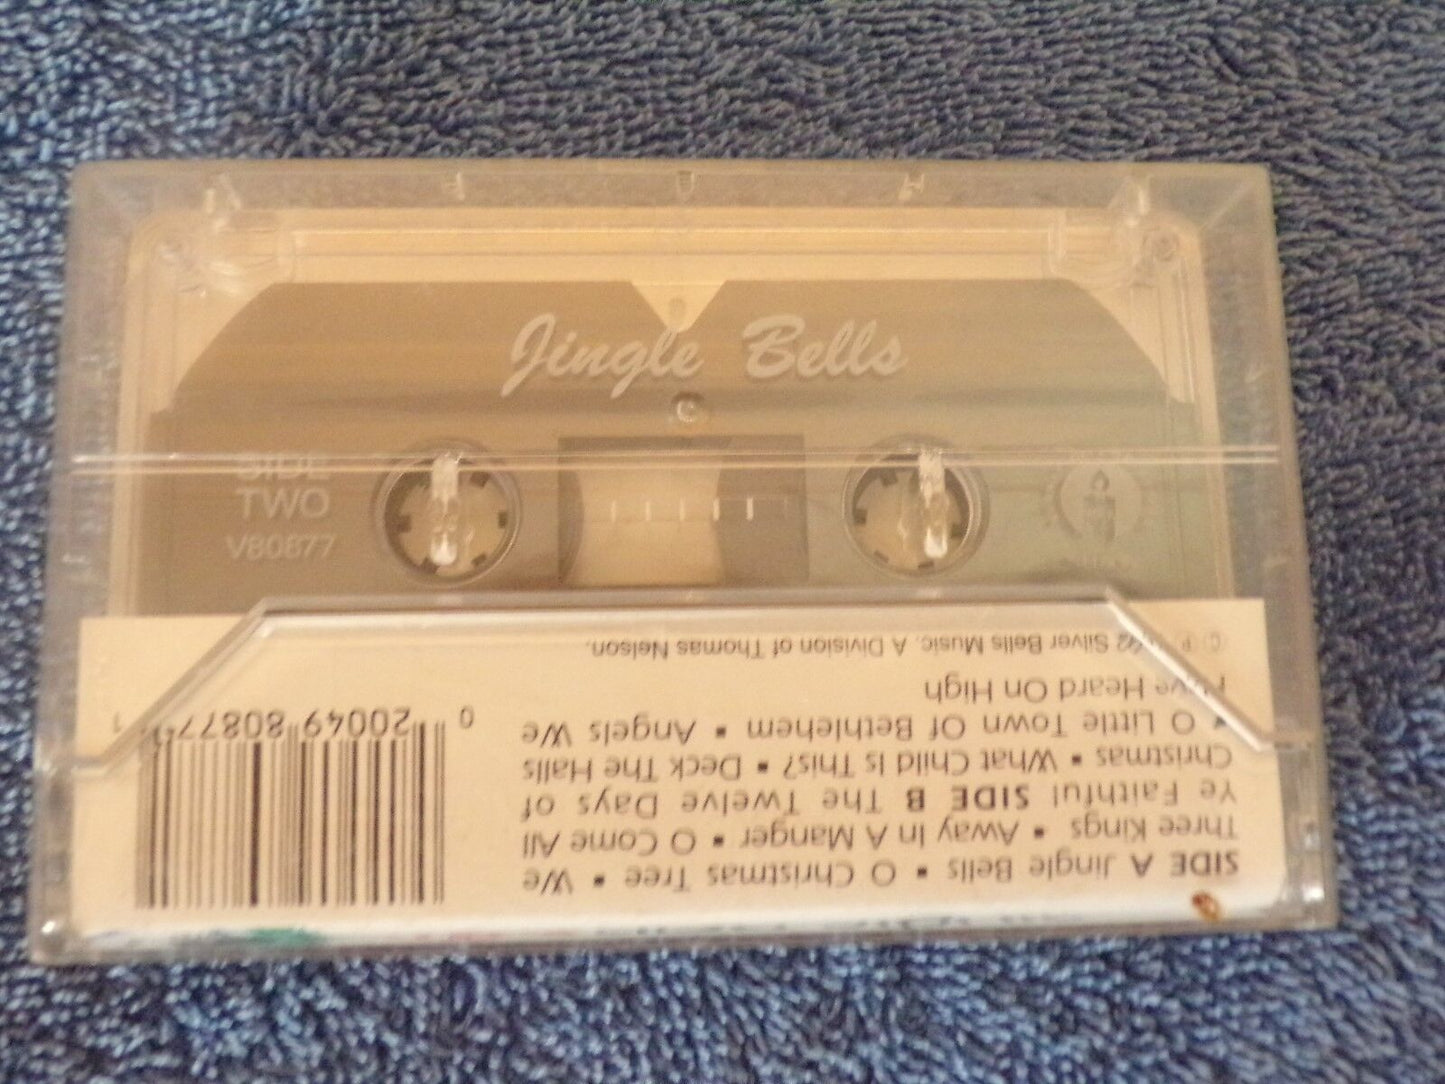 Jingle Bells
SIDE
TWO
V80877
SIDE A Jingle Bells • O Christmas Tree • We
Three Kings • Away In A Manger • O Come All
Ye Faithful SIDE B The Twelve Days of
Christmas • What Child Is This? • Deck The Halls
• O Little Town Of Bethlehem • Angels We
Have Heard On High
Silver Bells Music. A Division of Thomas Nelson.
0 20049 80877 1